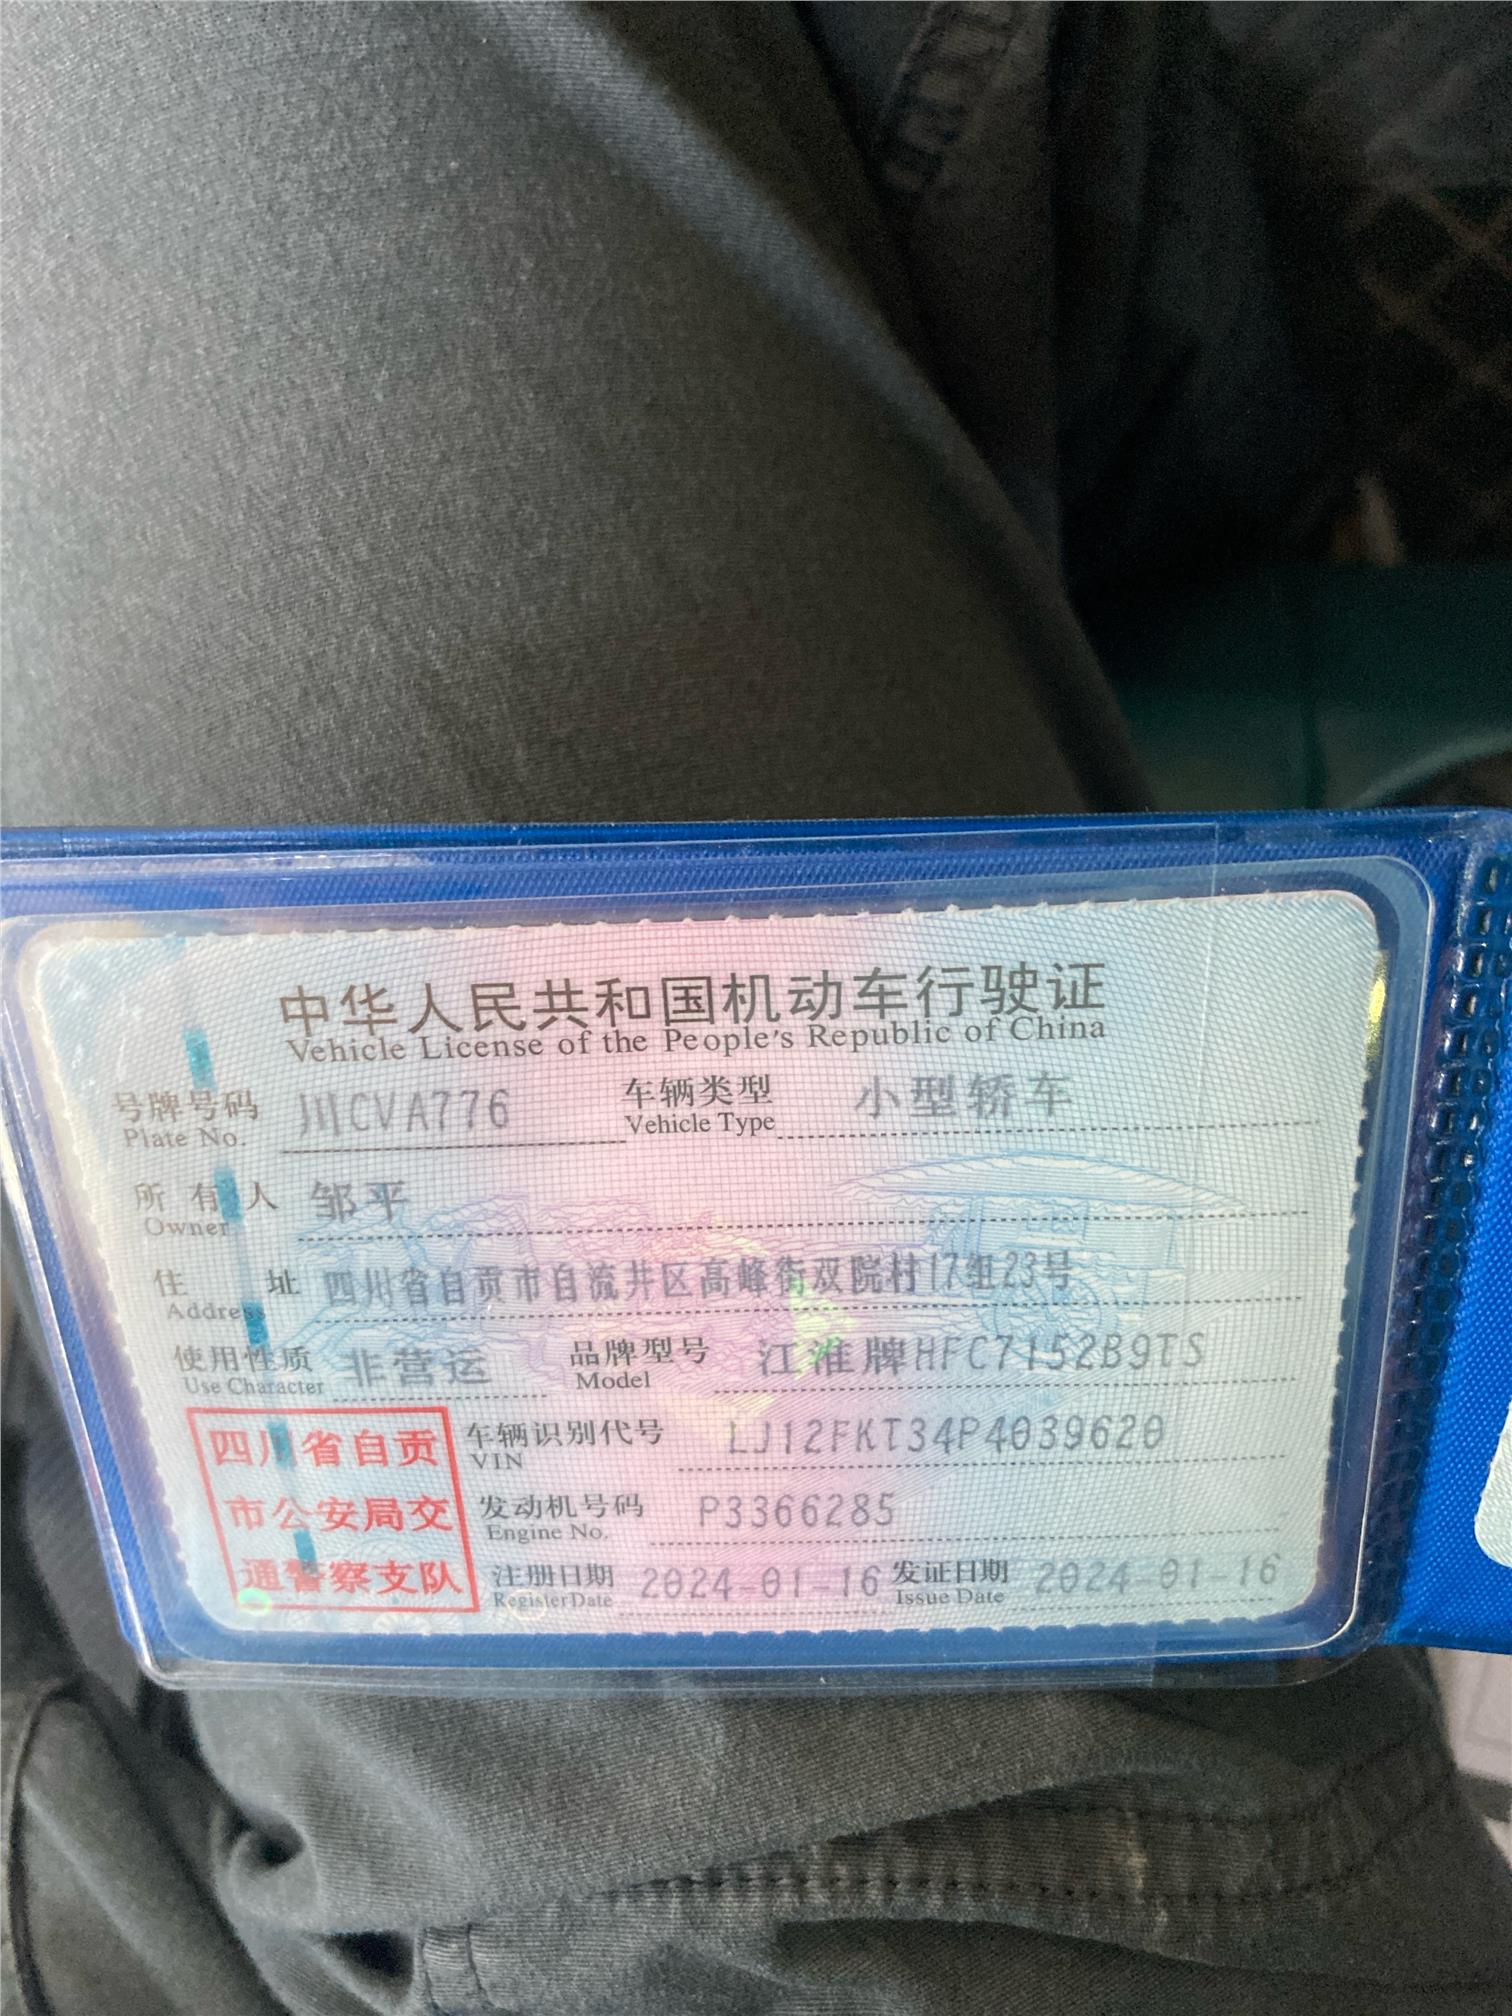 中华人民共和国机动车行驶证
Vehicle License of the People's Republic of China
号牌号码 川CVA776 车辆类型 小型轿车
Plate No. Vehicle Type
所有人 邹平
Owner
住址 四川省自贡市自流井区高峰街双院村17组23号
Address
使用性质 非营运 品牌型号 江淮牌HFC7152B9TS
Use Character Model
四川省自贡
市公安局交
通警察支队
车辆识别代号 LJ12FKT34P4039620
VIN
发动机号码 P3366285
Engine No.
注册日期 2024-01-16 发证日期 2024-01-16
Register Date Issue Date